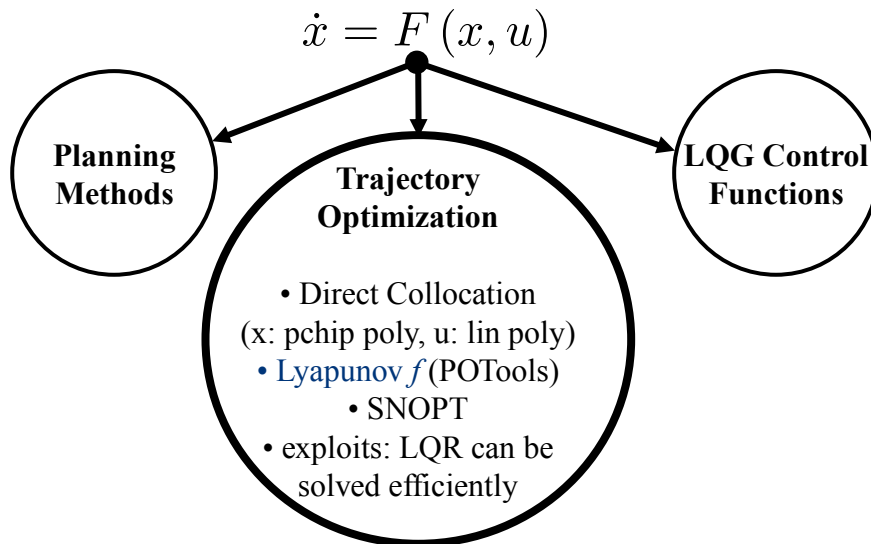 ẋ = F (x, u)
Planning
Methods
Trajectory
Optimization
• Direct Collocation
(x: pchip poly, u: lin poly)
• Lyapunov f (POTools)
• SNOPT
• exploits: LQR can be
solved efficiently
LQG Control
Functions